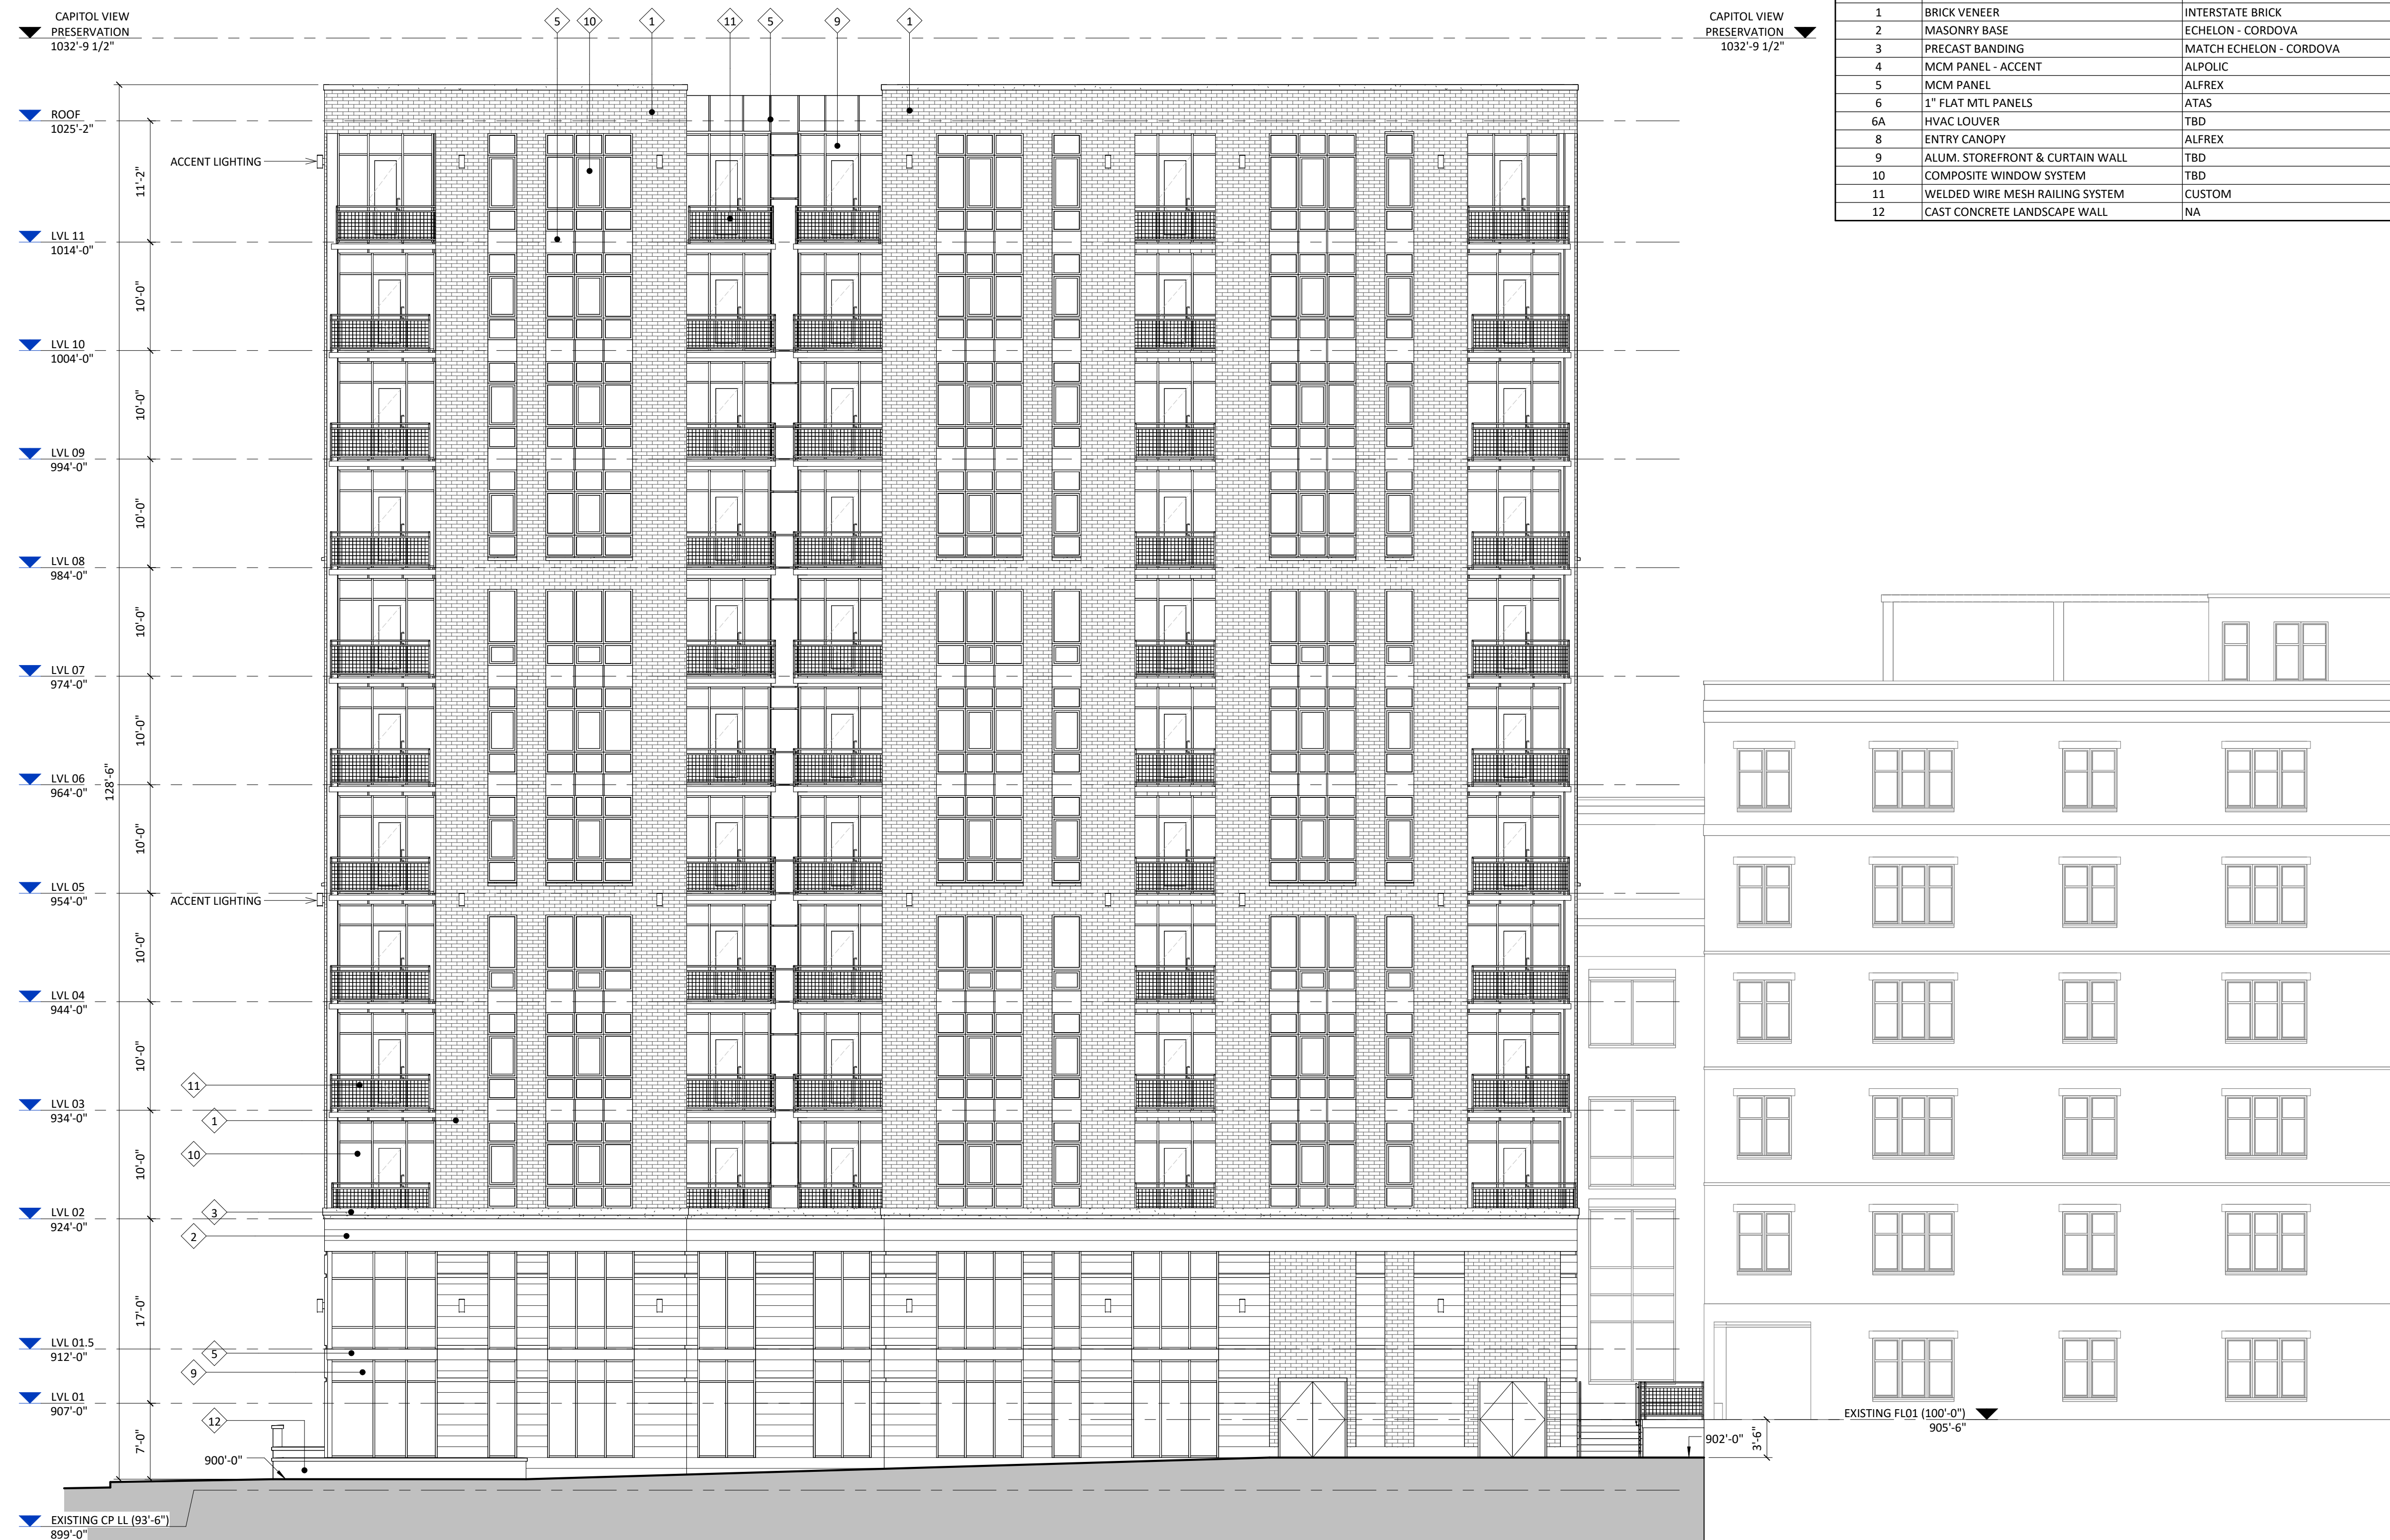 CAPITOL VIEW
PRESERVATION
1032'-9 1/2"
5
10
1
11
5
9
1
CAPITOL VIEW
PRESERVATION
1032'-9 1/2"
1 BRICK VENEER INTERSTATE BRICK
2 MASONRY BASE ECHELON - CORDOVA
3 PRECAST BANDING MATCH ECHELON - CORDOVA
4 MCM PANEL - ACCENT ALPOLIC
5 MCM PANEL ALFREX
6 1" FLAT MTL PANELS ATAS
6A HVAC LOUVER TBD
8 ENTRY CANOPY ALFREX
9 ALUM. STOREFRONT & CURTAIN WALL TBD
10 COMPOSITE WINDOW SYSTEM TBD
11 WELDED WIRE MESH RAILING SYSTEM CUSTOM
12 CAST CONCRETE LANDSCAPE WALL NA
ROOF
1025'-2"
ACCENT LIGHTING
11'-2"
LVL 11
1014'-0"
10'-0"
LVL 10
1004'-0"
10'-0"
LVL 09
994'-0"
10'-0"
LVL 08
984'-0"
10'-0"
LVL 07
974'-0"
10'-0"
LVL 06
964'-0"
128'-6"
10'-0"
LVL 05
954'-0"
ACCENT LIGHTING
10'-0"
LVL 04
944'-0"
10'-0"
11
LVL 03
934'-0"
1
10'-0"
10
LVL 02
924'-0"
3
2
17'-0"
LVL 01.5
912'-0"
5
9
LVL 01
907'-0"
12
7'-0"
900'-0"
EXISTING FL01 (100'-0")
905'-6"
902'-0"
3'-6"
EXISTING CP LL (93'-6")
899'-0"